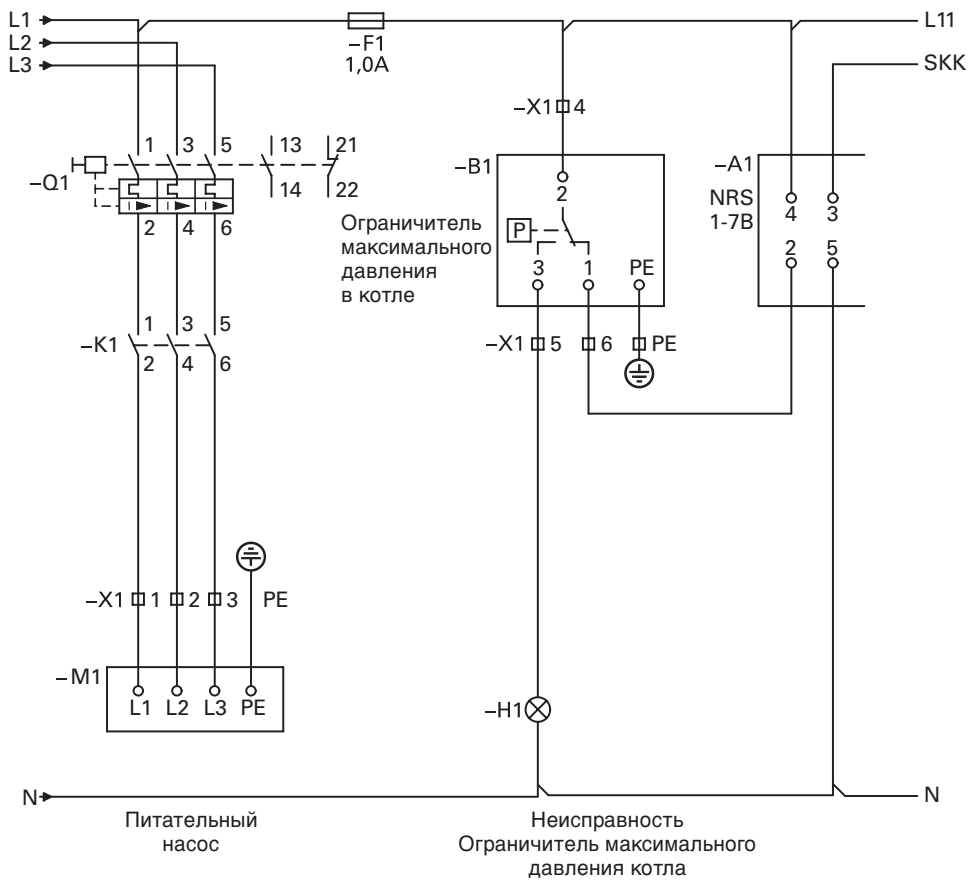 L1
L2
L3
–F1
1,0A
L11
SKK
–X1 4
1 3 5 13 21
–Q1
14 22
2 4 6
–B1
2
P
3 1 PE
Ограничитель
максимального
давления
в котле
–A1
NRS
1-7B
4 3
2 5
–X1 5 6 PE
1 3 5
–K1
2 4 6
–X1 1 2 3 PE
–M1
L1 L2 L3 PE
–H1
N
N
Питательный
насос
Неисправность
Ограничитель максимального
давления котла